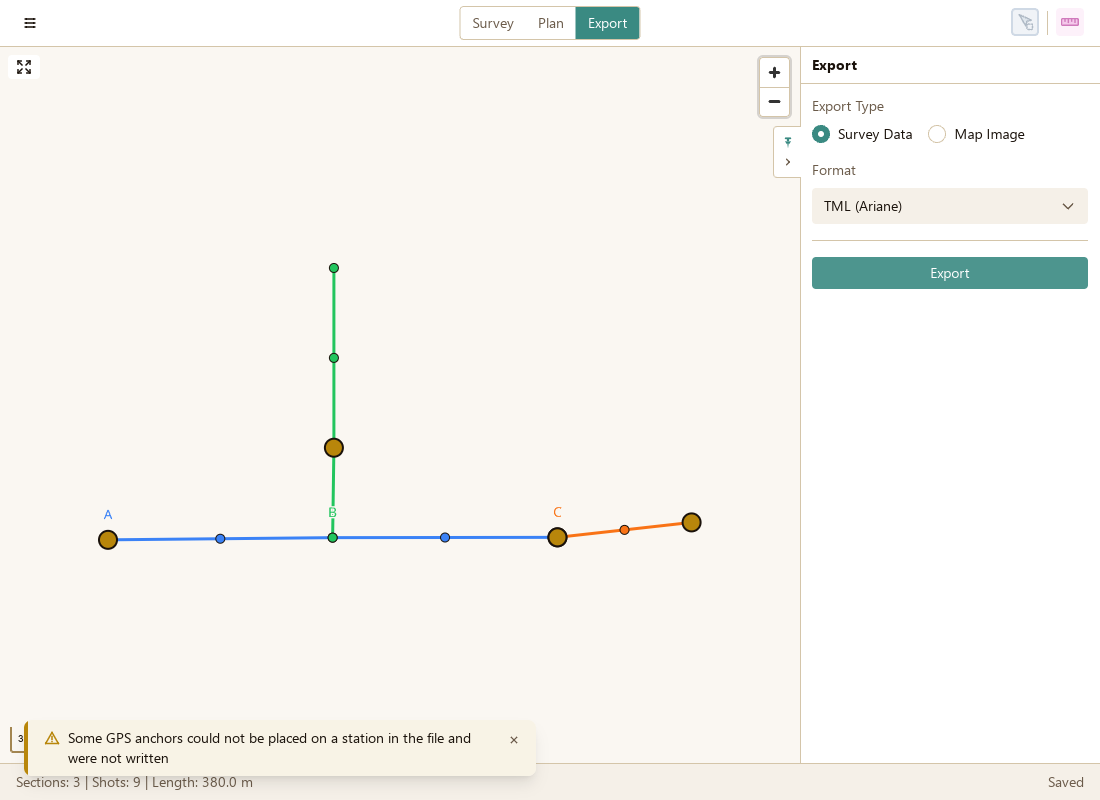 Survey Plan Export
Export
Export Type
Survey Data Map Image
Format
TML (Ariane)
Export
A
B
C
3
Some GPS anchors could not be placed on a station in the file and
were not written
Sections: 3 | Shots: 9 | Length: 380.0 m
Saved